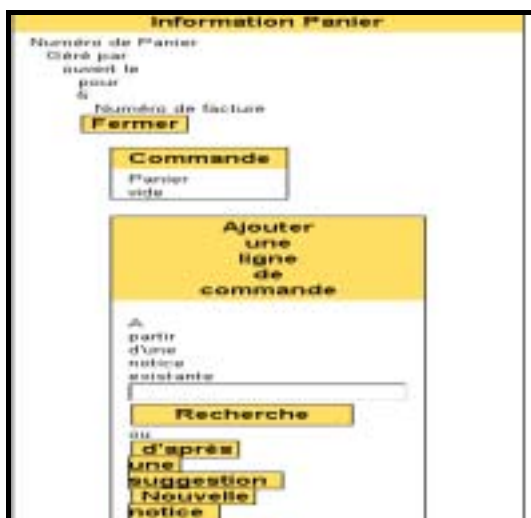 Information Panier
Numéro de Panier
Géré par
ouvert le
pour
&
Numéro de facture
Fermer
Commande
Panier
vide
Ajouter
une
ligne
de
commande
A
partir
d'une
notice
existante
Recherche
ou
d'après
une
suggestion
Nouvelle
notice